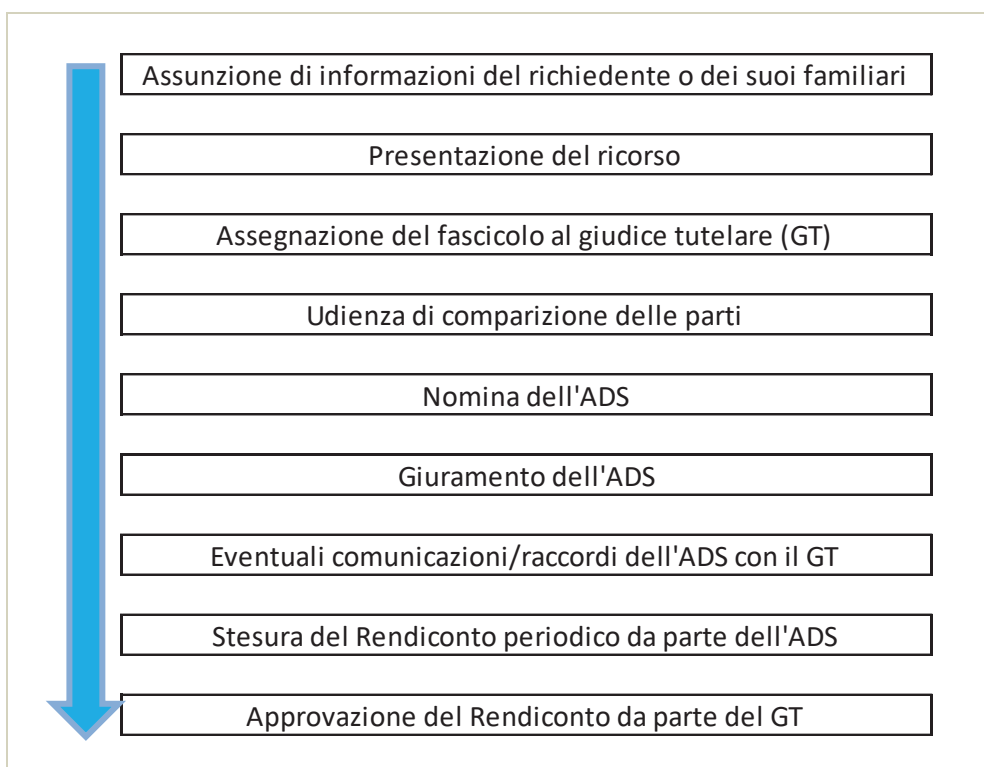 Assunzione di informazioni del richiedente o dei suoi familiari
Presentazione del ricorso
Assegnazione del fascicolo al giudice tutelare (GT)
Udienza di comparizione delle parti
Nomina dell'ADS
Giuramento dell'ADS
Eventuali comunicazioni/raccordi dell'ADS con il GT
Stesura del Rendiconto periodico da parte dell'ADS
Approvazione del Rendiconto da parte del GT